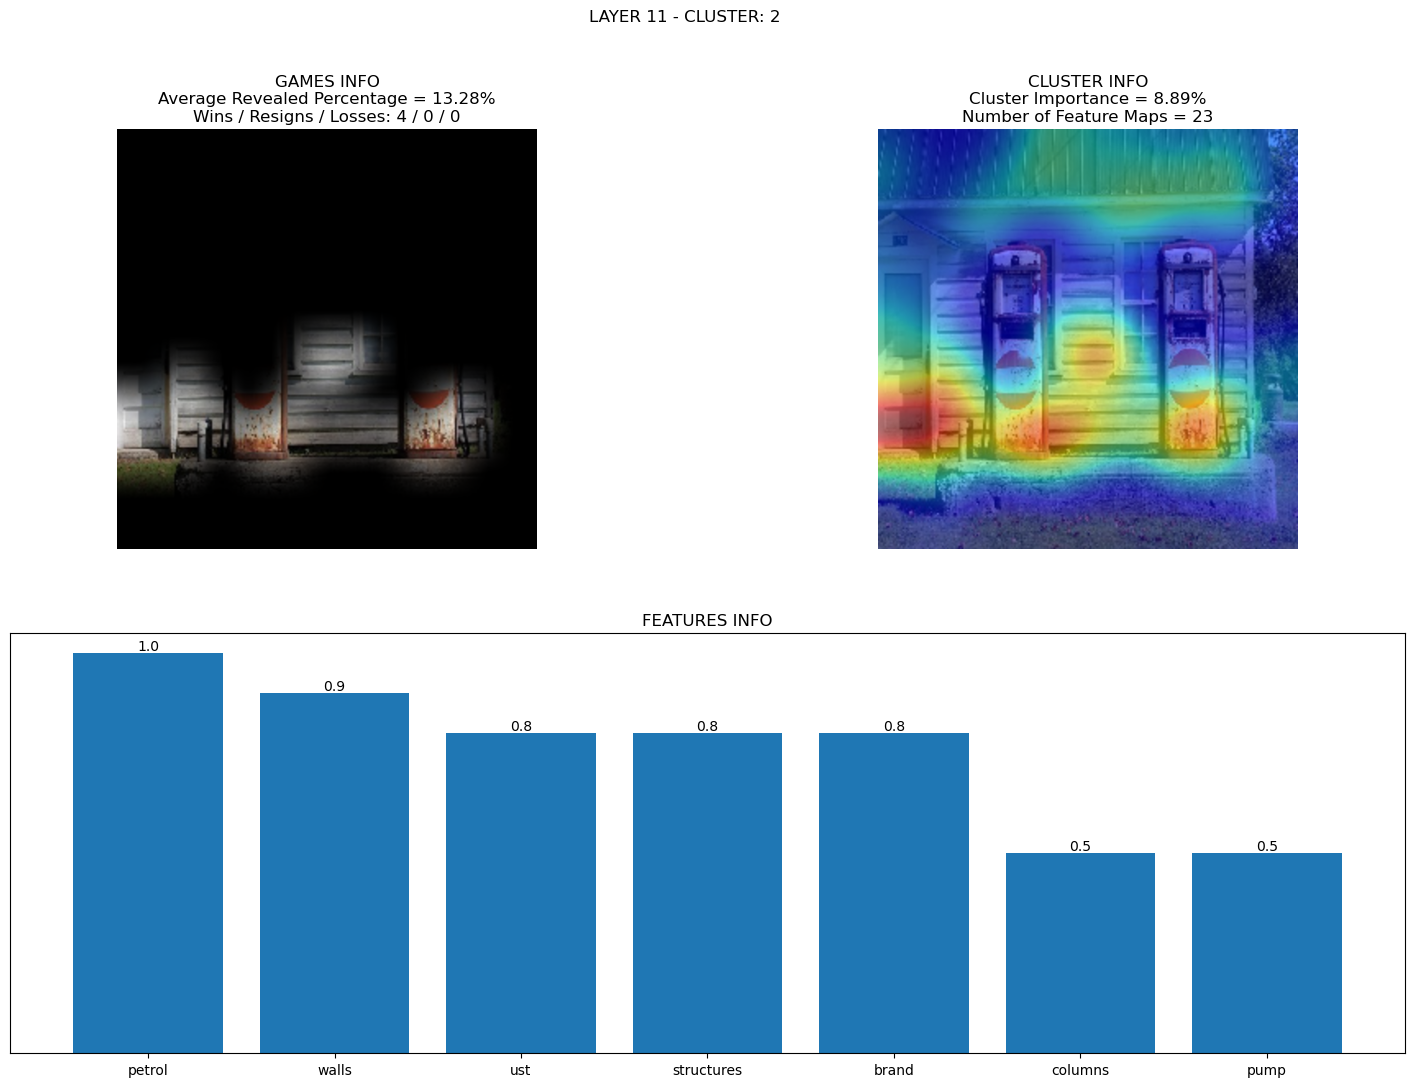 LAYER 11 - CLUSTER: 2
GAMES INFO
Average Revealed Percentage = 13.28%
Wins / Resigns / Losses: 4 / 0 / 0
CLUSTER INFO
Cluster Importance = 8.89%
Number of Feature Maps = 23
FEATURES INFO
1.0
0.9
0.8
0.8
0.8
0.5
0.5
petrol
walls
ust
structures
brand
columns
pump